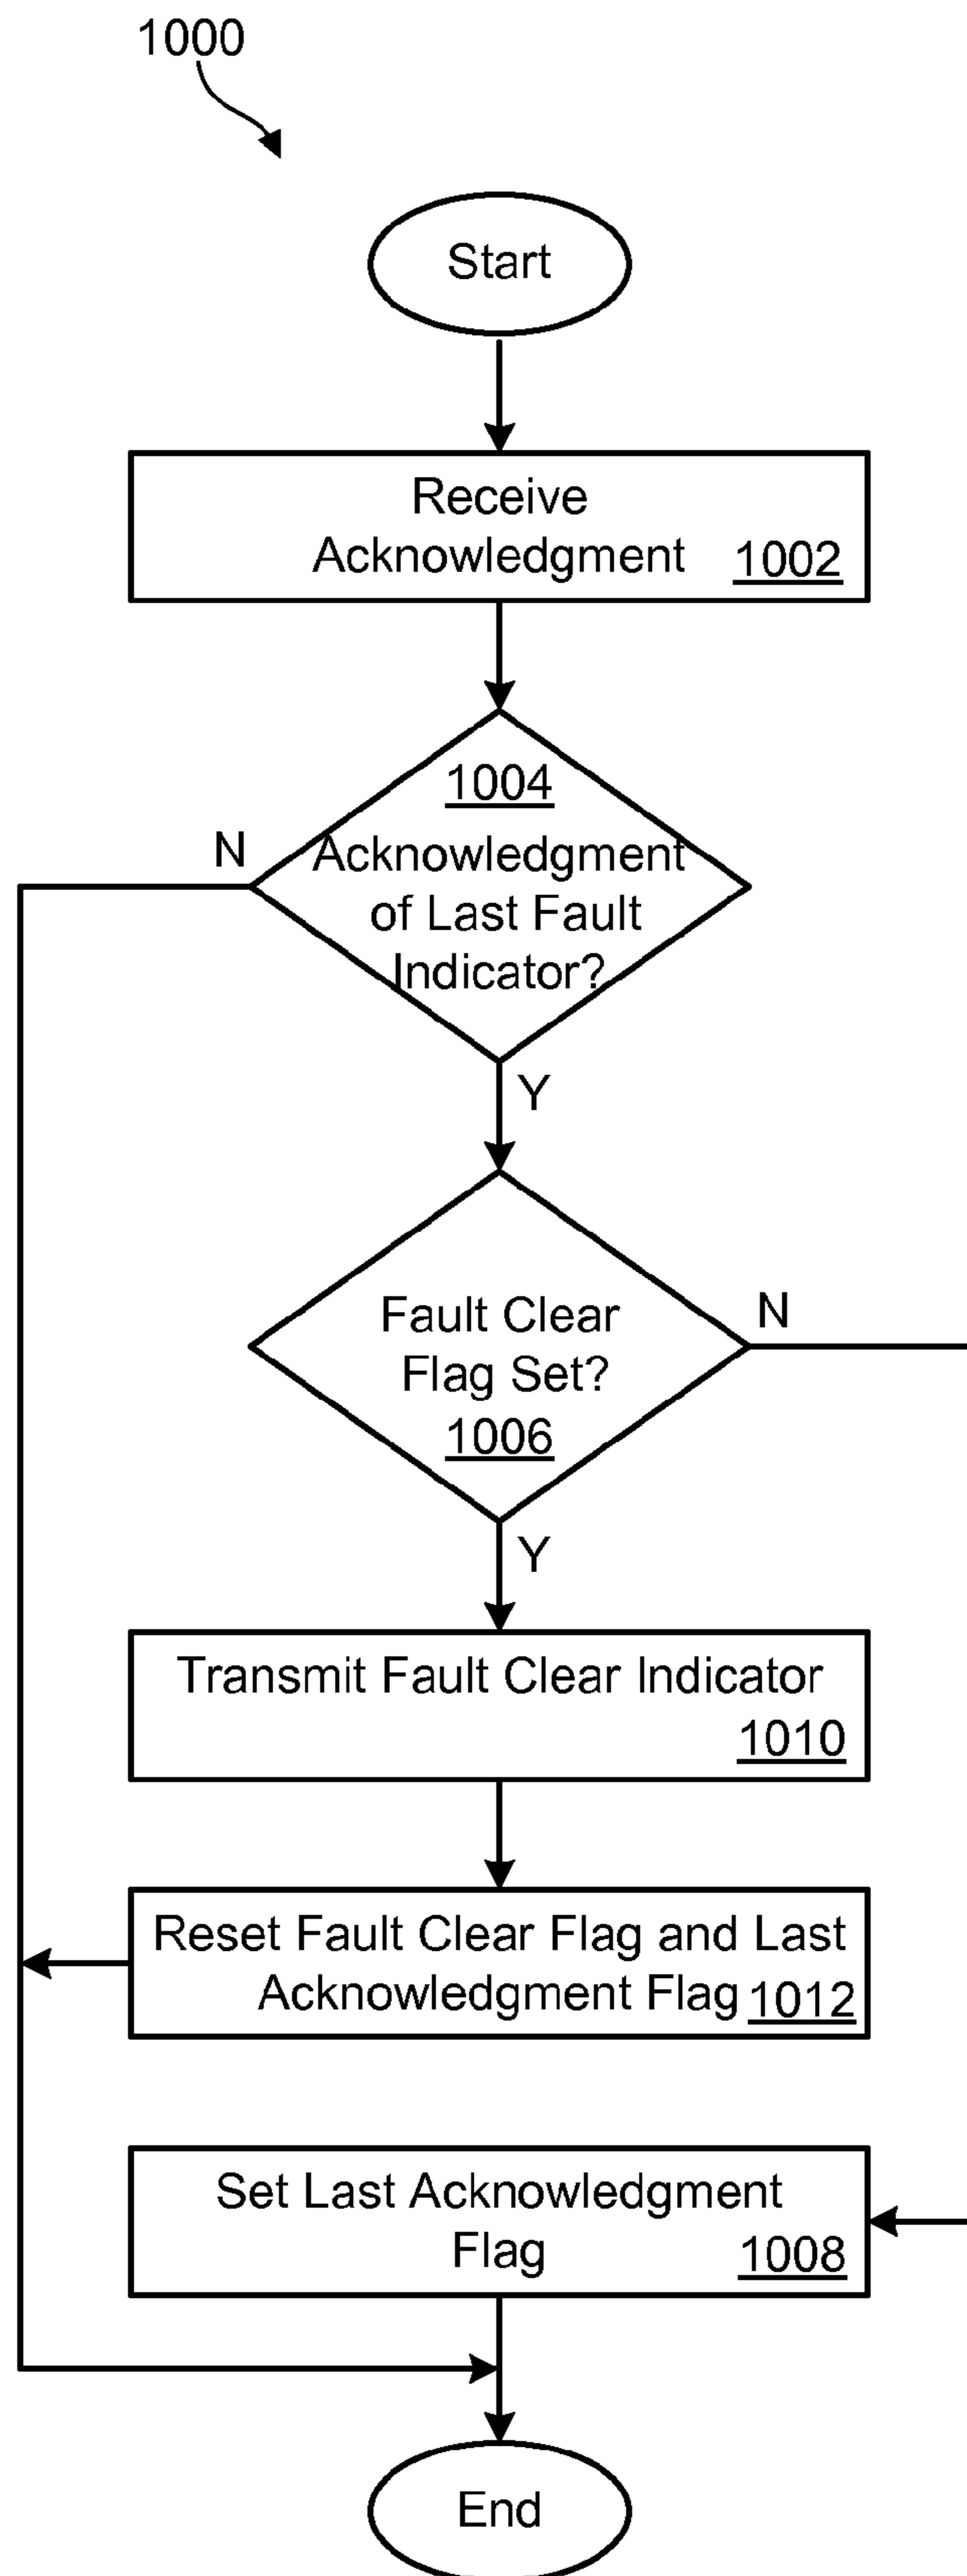 1000
Start
Receive
Acknowledgment 1002
1004
N
Acknowledgment
of Last Fault
Indicator?
Y
N
Fault Clear
Flag Set?
1006
Y
Transmit Fault Clear Indicator
1010
Reset Fault Clear Flag and Last
Acknowledgment Flag 1012
Set Last Acknowledgment
Flag 1008
End